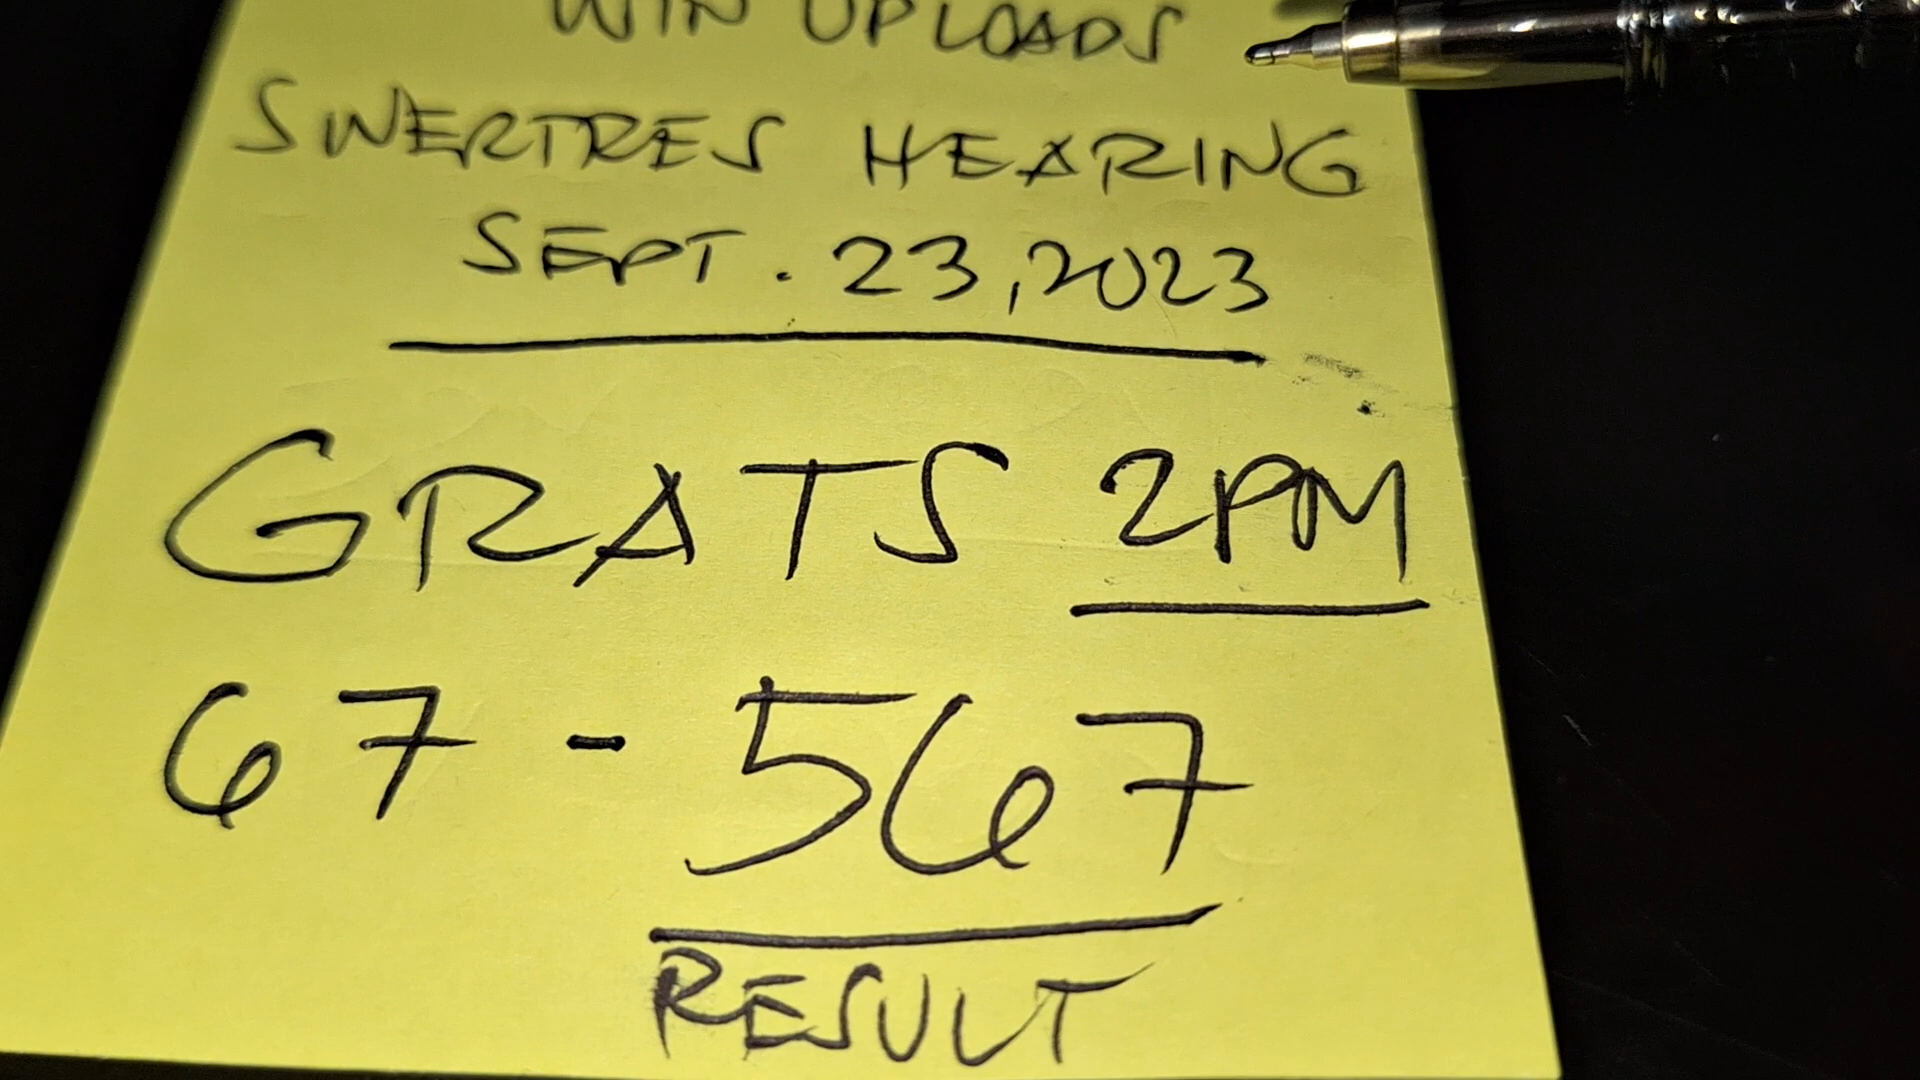 WIN UPLOADS
SWERTRES HEARING
SEPT. 23,2023
GRATS 2PM
67 - 567
RESULT